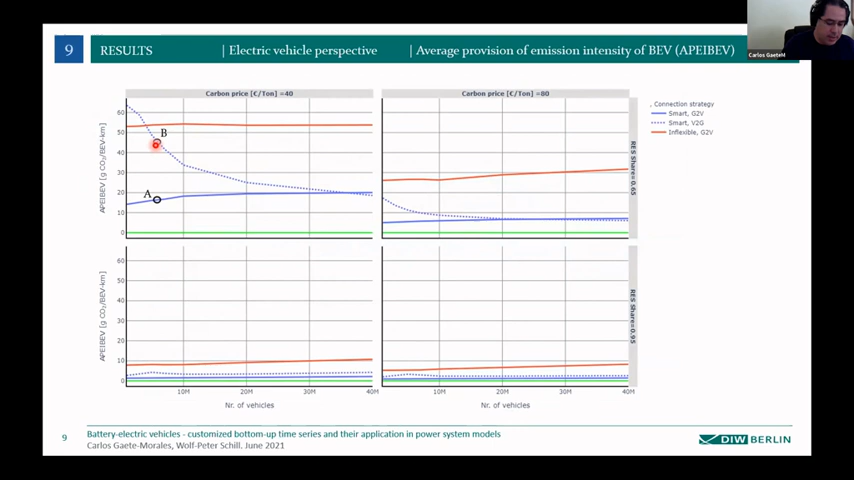 9
RESULTS
| Electric vehicle perspective
| Average provision of emission intensity of BEV (APEIBEV)
Carlos GaeteM
Carbon price [€/Ton] =40
Carbon price [€/Ton] =80
Connection strategy
Smart, G2V
Smart, V2G
Inflexible, G2V
APEIBEV [g CO₂/BEV-km]
60
50
40
30
20
10
0
B
A
RES Share=0.65
APEIBEV [g CO₂/BEV-km]
60
50
40
30
20
10
0
RES Share=0.95
10M
20M
30M
40M
10M
20M
30M
40M
Nr. of vehicles
Nr. of vehicles
9
Battery-electric vehicles - customized bottom-up time series and their application in power system models
Carlos Gaete-Morales, Wolf-Peter Schill. June 2021
DIW BERLIN